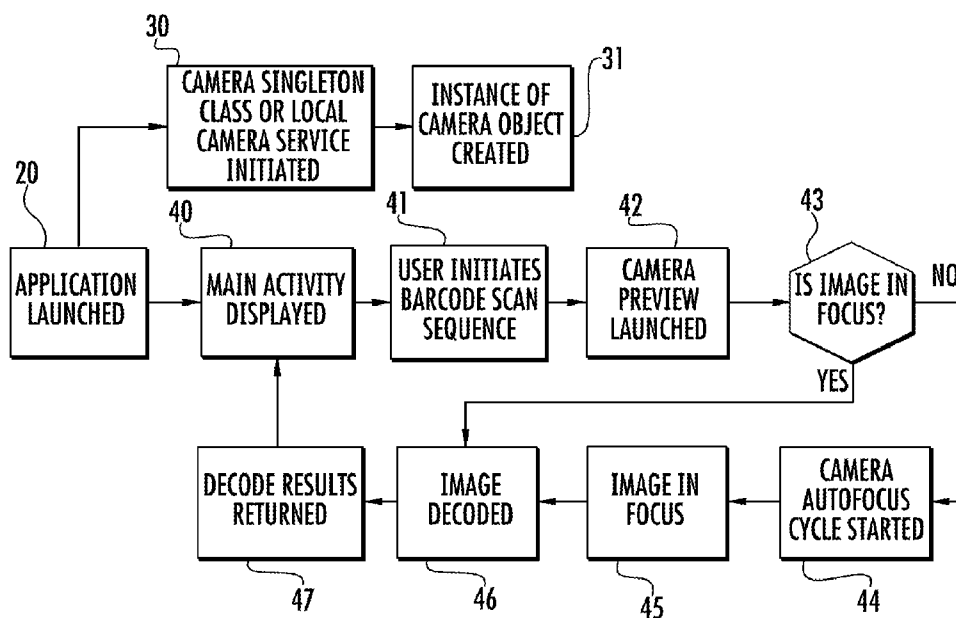 30
CAMERA SINGLETON
CLASS OR LOCAL
CAMERA SERVICE
INITIATED
31
INSTANCE OF
CAMERA OBJECT
CREATED
20
APPLICATION
LAUNCHED
40
MAIN ACTIVITY
DISPLAYED
41
USER INITIATES
BARCODE SCAN
SEQUENCE
42
CAMERA
PREVIEW
LAUNCHED
43
IS IMAGE IN
FOCUS?
NO
YES
DECODE RESULTS
RETURNED
47
IMAGE
DECODED
46
IMAGE IN
FOCUS
45
CAMERA
AUTOFOCUS
CYCLE STARTED
44